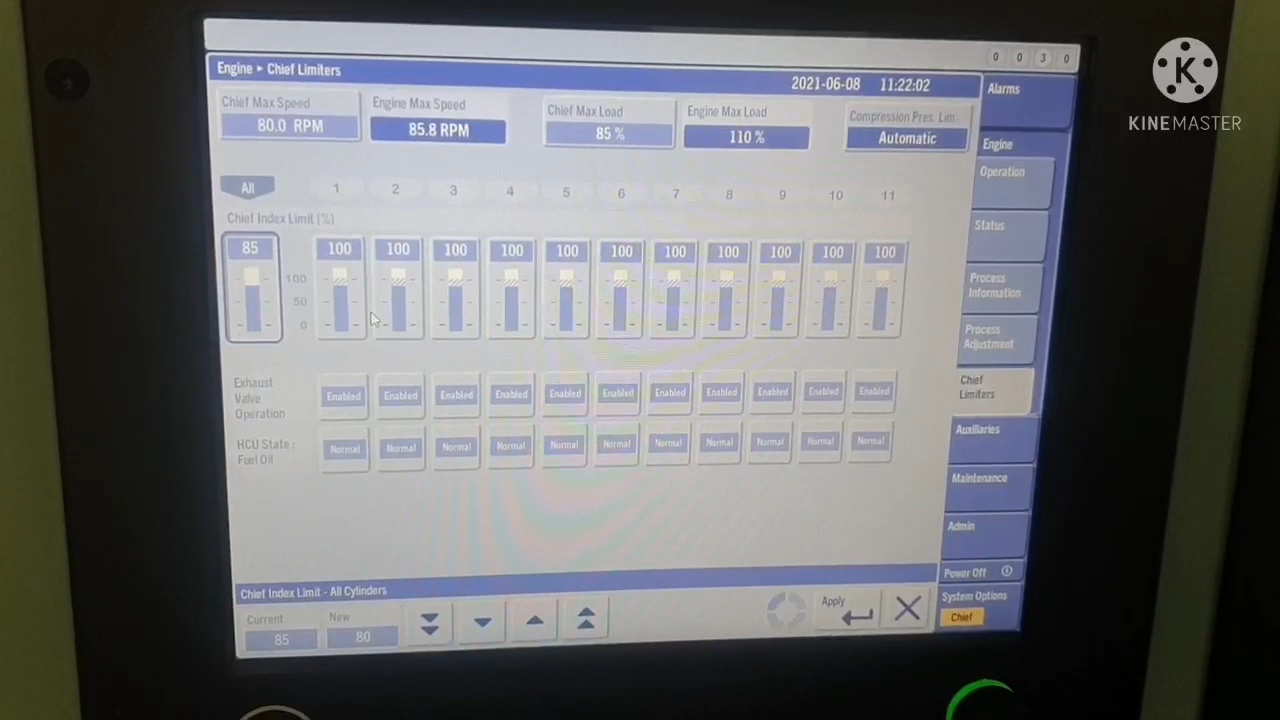 0 0 3 0
Engine ▸ Chief Limiters
2021-06-08 11:22:02
Alarms
Chief Max Speed
80.0 RPM
Engine Max Speed
85.8 RPM
Chief Max Load
85 %
Engine Max Load
110 %
Compression Pres. Lim.
Automatic
Engine
Operation
Status
Process
Information
Process
Adjustment
Chief
Limiters
Auxiliaries
Maintenance
Admin
Power Off
System Options
Chief
All 1 2 3 4 5 6 7 8 9 10 11
Chief Index Limit (%)
85 100 100 100 100 100 100 100 100 100 100 100
100
50
0
Exhaust
Valve
Operation
Enabled Enabled Enabled Enabled Enabled Enabled Enabled Enabled Enabled Enabled Enabled
HCU State :
Fuel Oil
Normal Normal Normal Normal Normal Normal Normal Normal Normal Normal Normal
Chief Index Limit - All Cylinders
Current
85
New
80
Apply
K
KINEMASTER